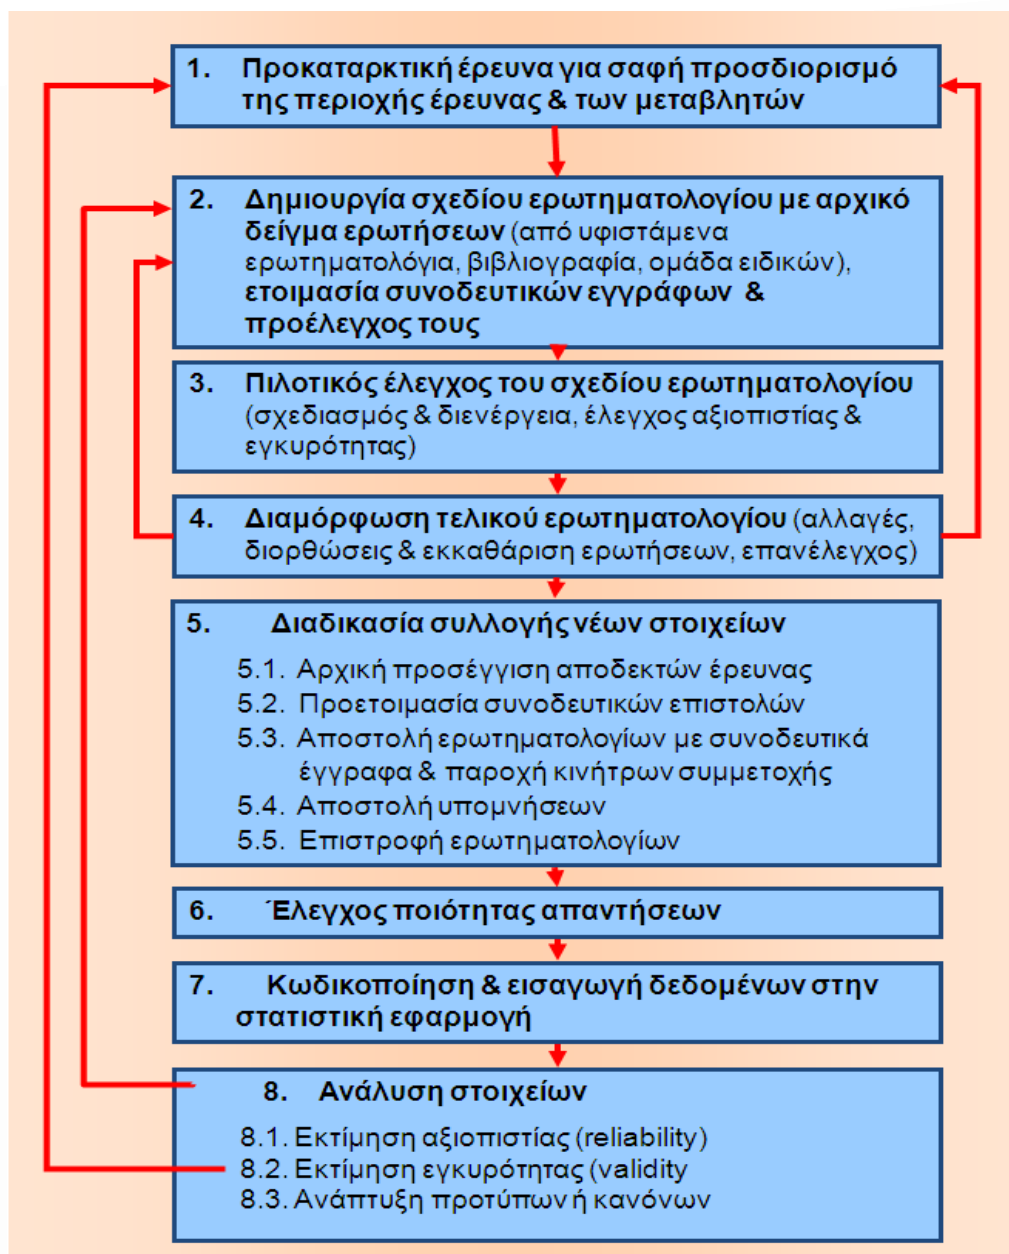 1. Προκαταρκτική έρευνα για σαφή προσδιορισμό
της περιοχής έρευνας & των μεταβλητών
2. Δημιουργία σχεδίου ερωτηματολογίου με αρχικό
δείγμα ερωτήσεων (από υφιστάμενα
ερωτηματολόγια, βιβλιογραφία, ομάδα ειδικών),
ετοιμασία συνοδευτικών εγγράφων &
προέλεγχος τους
3. Πιλοτικός έλεγχος του σχεδίου ερωτηματολογίου
(σχεδιασμός & διενέργεια, έλεγχος αξιοπιστίας &
εγκυρότητας)
4. Διαμόρφωση τελικού ερωτηματολογίου (αλλαγές,
διορθώσεις & εκκαθάριση ερωτήσεων, επανέλεγχος)
5. Διαδικασία συλλογής νέων στοιχείων
5.1. Αρχική προσέγγιση αποδεκτών έρευνας
5.2. Προετοιμασία συνοδευτικών επιστολών
5.3. Αποστολή ερωτηματολογίων με συνοδευτικά
έγγραφα & παροχή κινήτρων συμμετοχής
5.4. Αποστολή υπομνήσεων
5.5. Επιστροφή ερωτηματολογίων
6. Έλεγχος ποιότητας απαντήσεων
7. Κωδικοποίηση & εισαγωγή δεδομένων στην
στατιστική εφαρμογή
8. Ανάλυση στοιχείων
8.1. Εκτίμηση αξιοπιστίας (reliability)
8.2. Εκτίμηση εγκυρότητας (validity
8.3. Ανάπτυξη προτύπων ή κανόνων